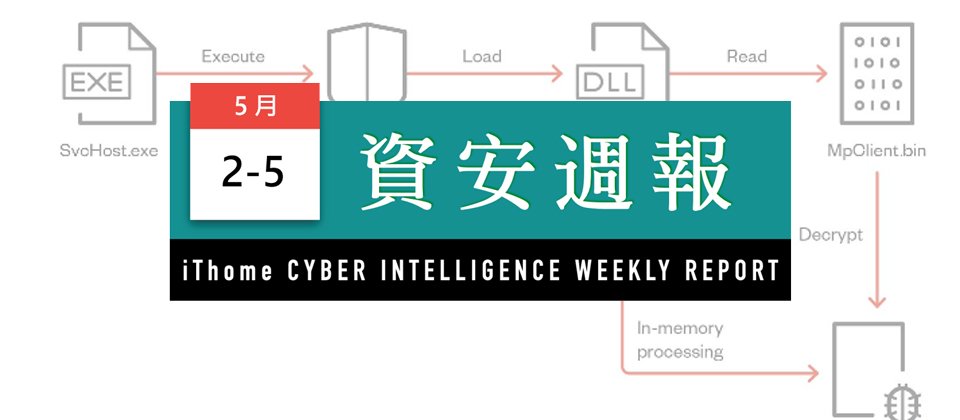 Execute
Load
Read
EXE
DLL
0101
1010
0110
0101
SvcHost.exe
MpClient.bin
5月
2-5
資安週報
iThome CYBER INTELLIGENCE WEEKLY REPORT
Decrypt
In-memory
processing